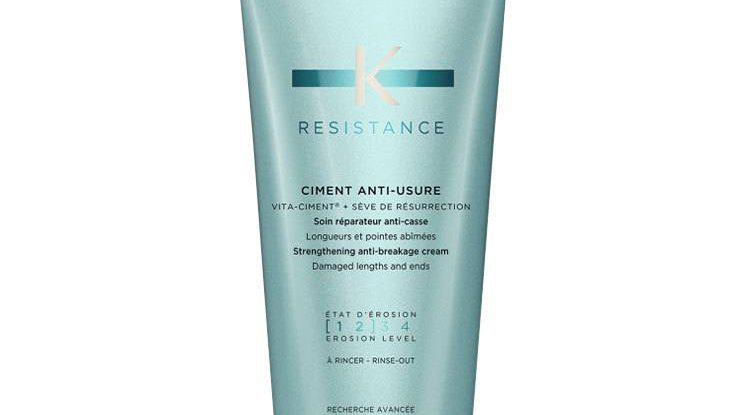 K
RESISTANCE
CIMENT ANTI-USURE
VITA-CIMENT® + SÈVE DE RÉSURRECTION
Soin réparateur anti-casse
Longueurs et pointes abîmées
Strengthening anti-breakage cream
Damaged lengths and ends
ÉTAT D'ÉROSION
[1 2]3 4
EROSION LEVEL
À RINCER - RINSE-OUT
RECHERCHE AVANCÉE